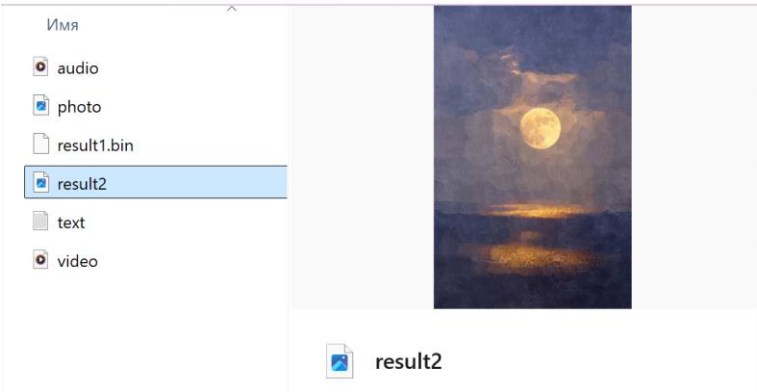 Имя
audio
photo
result1.bin
result2
text
video
result2